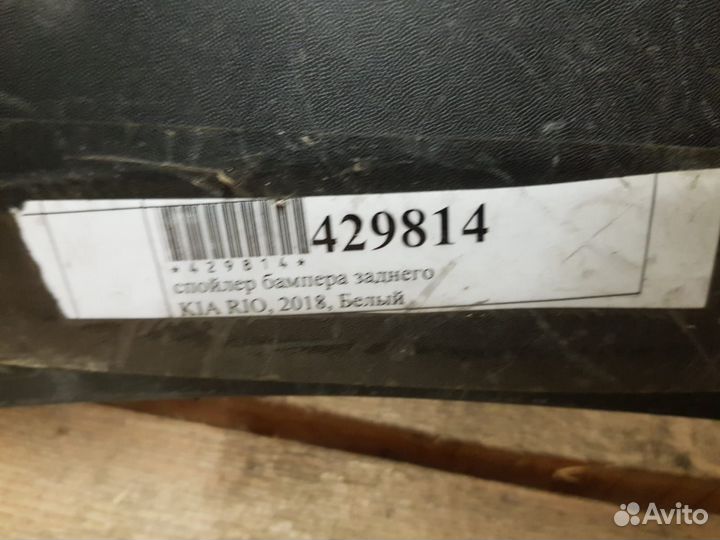 429814
*429814*
спойлер бампера заднего
KIA RIO, 2018, Белый
Avito